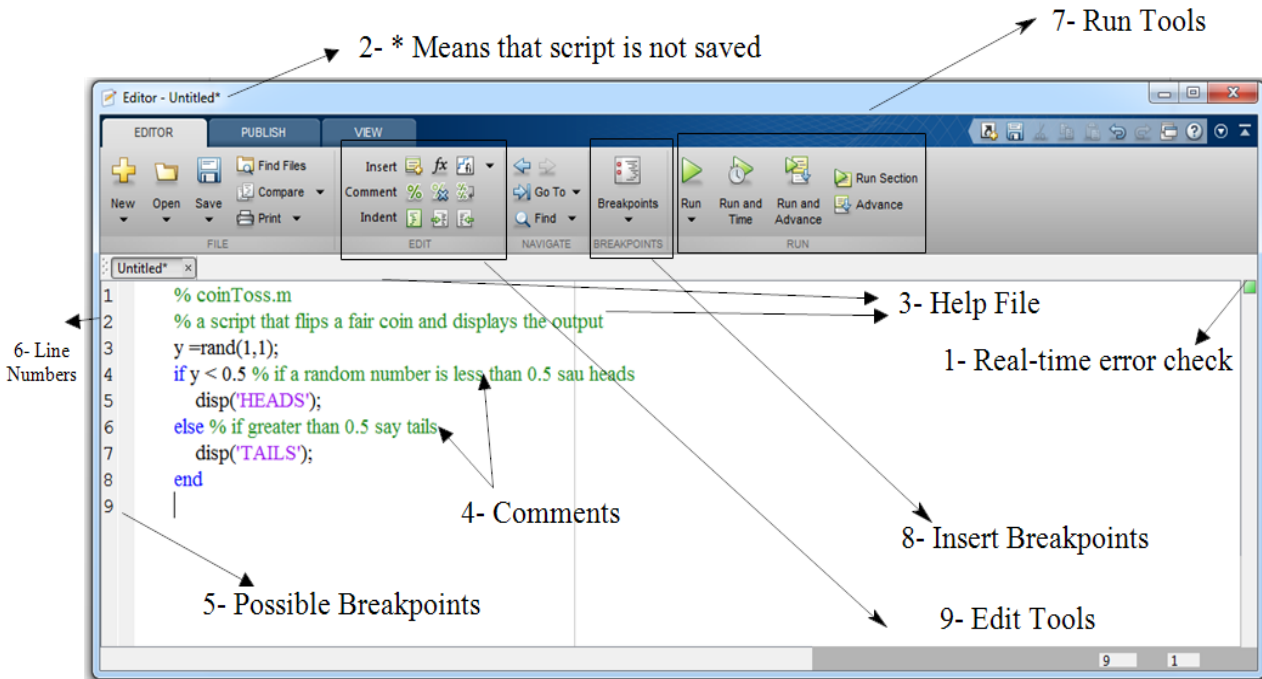 7- Run Tools
2- * Means that script is not saved
Editor - Untitled*
EDITOR PUBLISH VIEW
Find Files Insert fx
New Open Save Compare Comment % Go To Breakpoints Run Run and Time Run and Advance Run Section
Print Indent Find Advance
FILE EDIT NAVIGATE BREAKPOINTS RUN
Untitled* ×
1 % coinToss.m
2 % a script that flips a fair coin and displays the output
3 y =rand(1,1);
4 if y < 0.5 % if a random number is less than 0.5 sau heads
5 disp('HEADS');
6 else % if greater than 0.5 say tails
7 disp('TAILS');
8 end
9
3- Help File
1- Real-time error check
6- Line
Numbers
4- Comments
8- Insert Breakpoints
5- Possible Breakpoints
9- Edit Tools
9 1